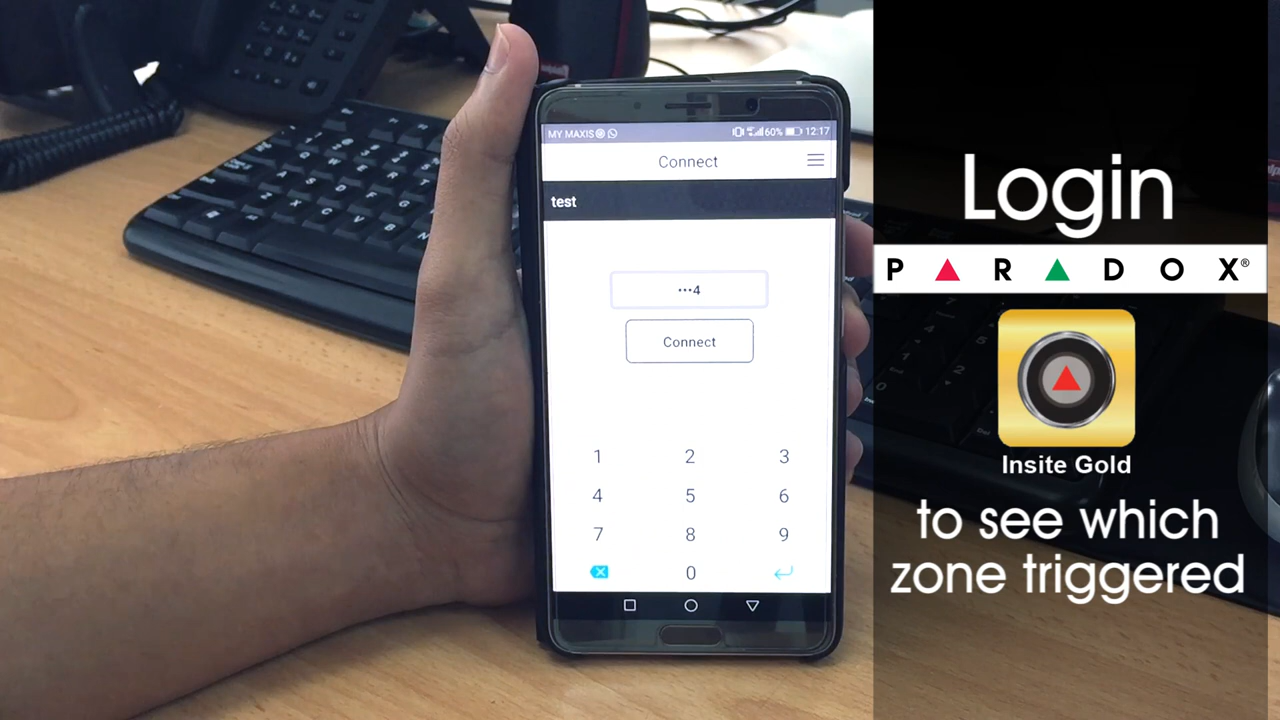 MY MAXIS
60% 12:17
Connect
test
•••4
Connect
1 2 3
4 5 6
7 8 9
0
Login
PARADOX®
Insite Gold
to see which
zone triggered